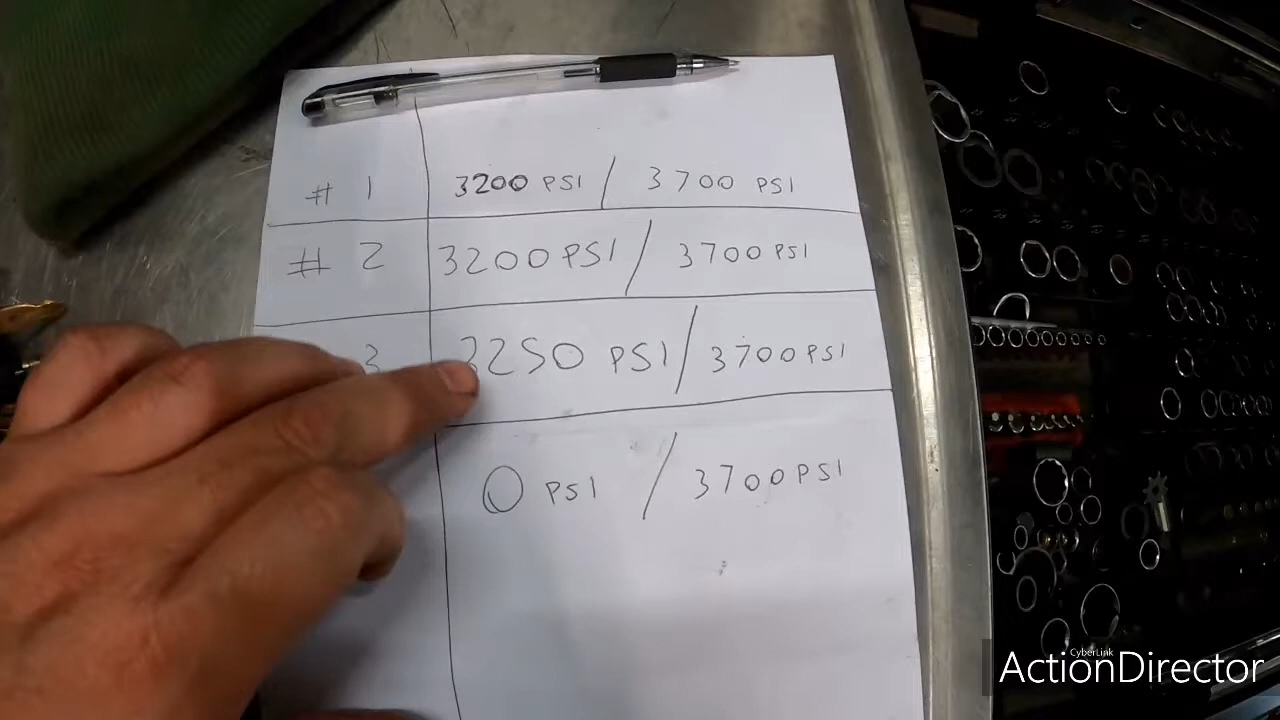 # 1 3200 PSI / 3700 PSI
# 2 3200 PSI / 3700 PSI
3 3250 PSI / 3700 PSI
0 PSI / 3700 PSI
CyberLink
ActionDirector